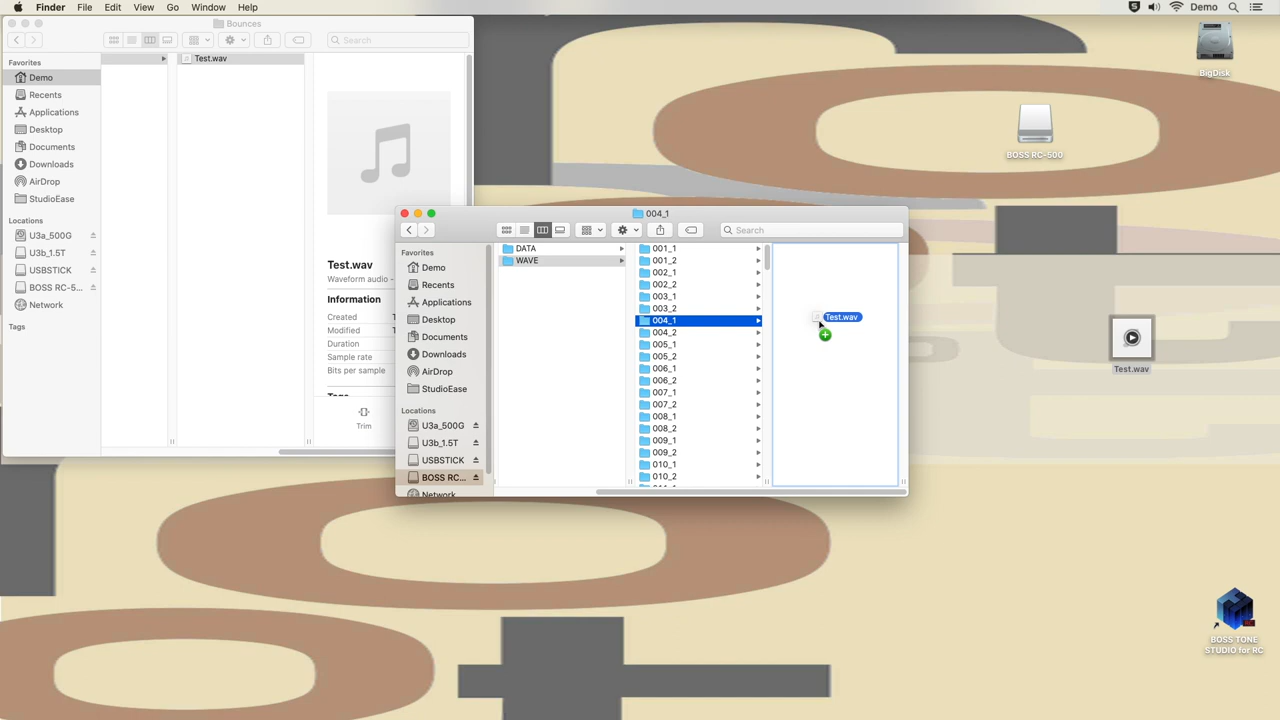 Finder File Edit View Go Window Help
Demo
Bounces
Search
Favorites
Demo
Recents
Applications
Desktop
Documents
Downloads
AirDrop
StudioEase
Locations
U3a_500G
U3b_1.5T
USBSTICK
BOSS RC-5...
Network
Tags
Test.wav
Test.wav
Waveform audio -
Information
Created
Modified
Duration
Sample rate
Bits per sample
Trim
004_1
Search
Favorites
Demo
Recents
Applications
Desktop
Documents
Downloads
AirDrop
StudioEase
Locations
U3a_500G
U3b_1.5T
USBSTICK
BOSS RC...
Network
DATA
WAVE
001_1
001_2
002_1
002_2
003_1
003_2
004_1
004_2
005_1
005_2
006_1
006_2
007_1
007_2
008_1
008_2
009_1
009_2
010_1
010_2
Test.wav
BigDisk
BOSS RC-500
Test.wav
BOSS TONE
STUDIO for RC